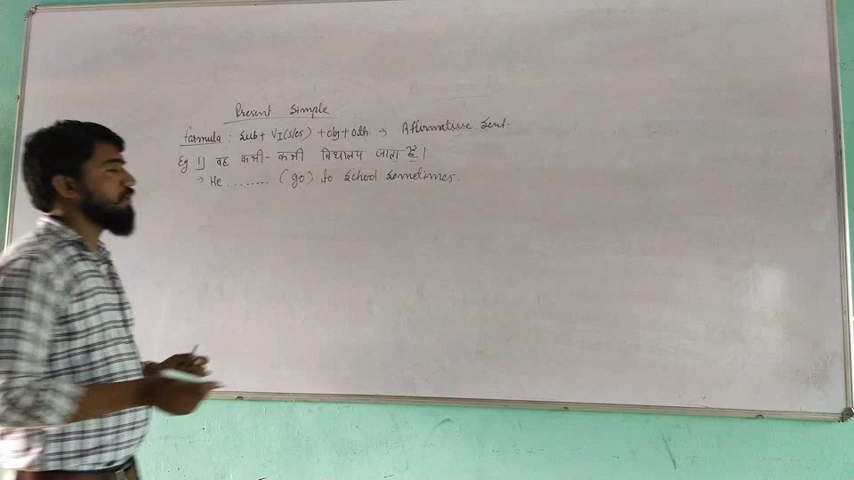 Present Simple
formula : sub + V1(s/es) + obj + oth → Affirmative sent.
Eg 1] वह कभी - कभी विधालय जाता है।
→ He ........ (go) to school sometimes.